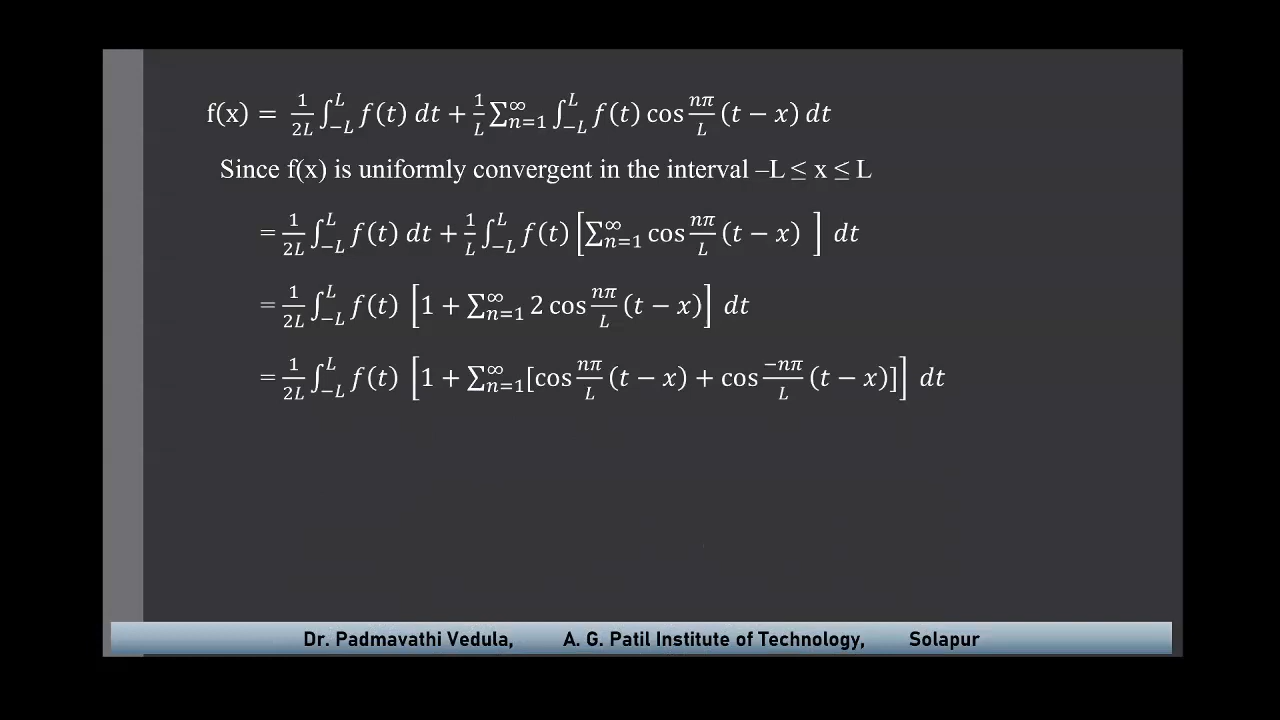 f(x) = 1/2L ∫_{-L}^{L} f(t) dt + 1/L ∑_{n=1}^{∞} ∫_{-L}^{L} f(t) cos nπ/L (t − x) dt
Since f(x) is uniformly convergent in the interval –L ≤ x ≤ L
= 1/2L ∫_{-L}^{L} f(t) dt + 1/L ∫_{-L}^{L} f(t) [∑_{n=1}^{∞} cos nπ/L (t − x) ] dt
= 1/2L ∫_{-L}^{L} f(t) [1 + ∑_{n=1}^{∞} 2 cos nπ/L (t − x)] dt
= 1/2L ∫_{-L}^{L} f(t) [1 + ∑_{n=1}^{∞} [cos nπ/L (t − x) + cos −nπ/L (t − x)]] dt
Dr. Padmavathi Vedula, A. G. Patil Institute of Technology, Solapur